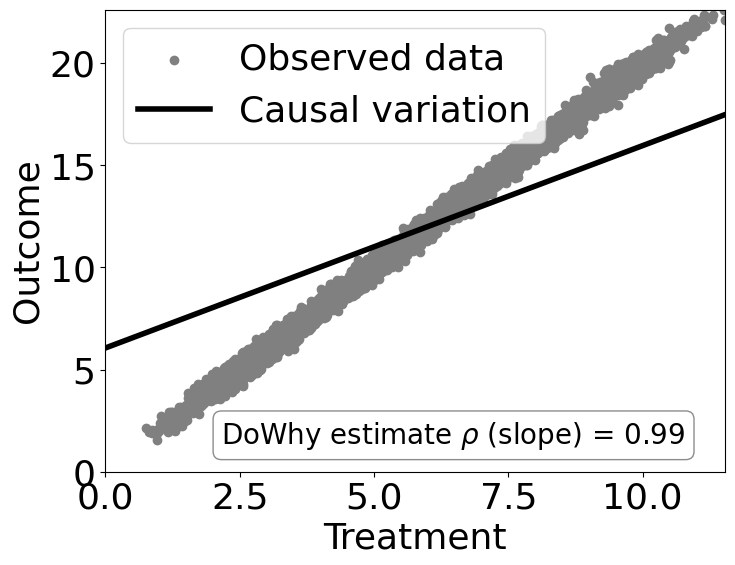 Observed data
Causal variation
20
15
10
5
0
Outcome
DoWhy estimate ρ (slope) = 0.99
0.0 2.5 5.0 7.5 10.0
Treatment